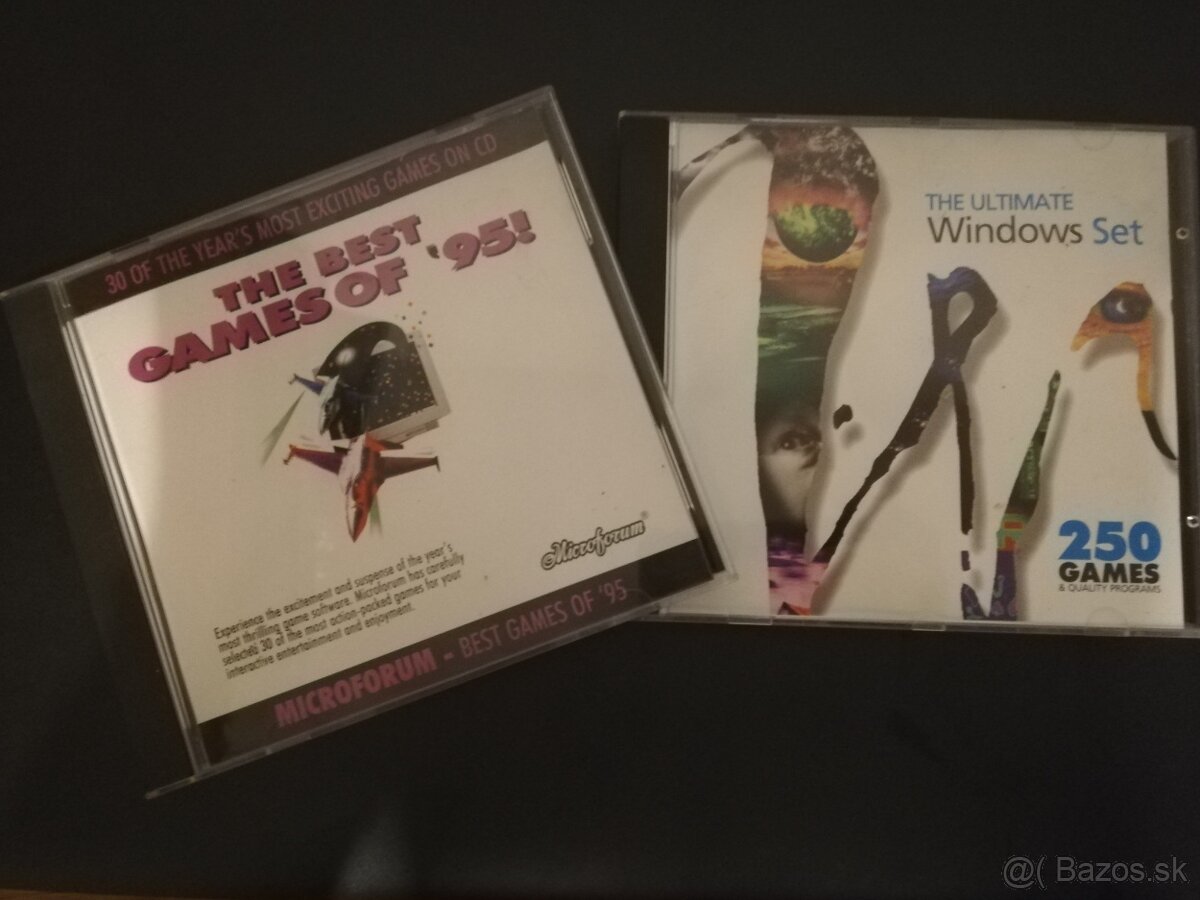 30 OF THE YEAR'S MOST EXCITING GAMES ON CD
THE BEST
GAMES OF '95!
Microforum®
Experience the excitement and suspense of the year's
most thrilling game software. Microforum has carefully
selected 30 of the most action-packed games for your
interactive entertainment and enjoyment.
MICROFORUM - BEST GAMES OF '95
THE ULTIMATE
Windows Set
250
GAMES
& QUALITY PROGRAMS
@( Bazos.sk